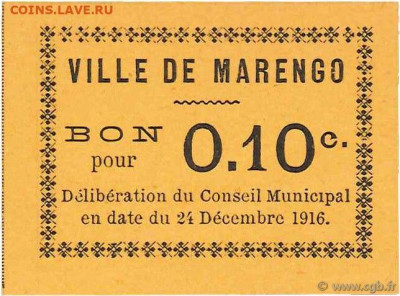 COINS.LAVE.RU
VILLE DE MARENGO
BON
pour
0.10c.
Délibération du Conseil Municipal
en date du 24 Décembre 1916.
© www.cgb.fr